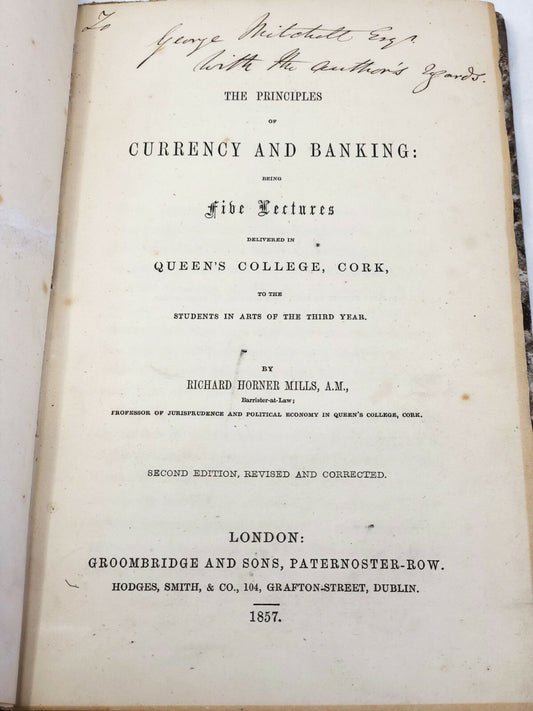 To
George Mitchell Esqr
With the author's regards.
THE PRINCIPLES
OF
CURRENCY AND BANKING:
BEING
Five Lectures
DELIVERED IN
QUEEN'S COLLEGE, CORK,
TO THE
STUDENTS IN ARTS OF THE THIRD YEAR.
BY
RICHARD HORNER MILLS, A.M.,
Barrister-at-Law;
PROFESSOR OF JURISPRUDENCE AND POLITICAL ECONOMY IN QUEEN'S COLLEGE, CORK.
SECOND EDITION, REVISED AND CORRECTED.
LONDON:
GROOMBRIDGE AND SONS, PATERNOSTER-ROW.
HODGES, SMITH, & CO., 104, GRAFTON-STREET, DUBLIN.
1857.